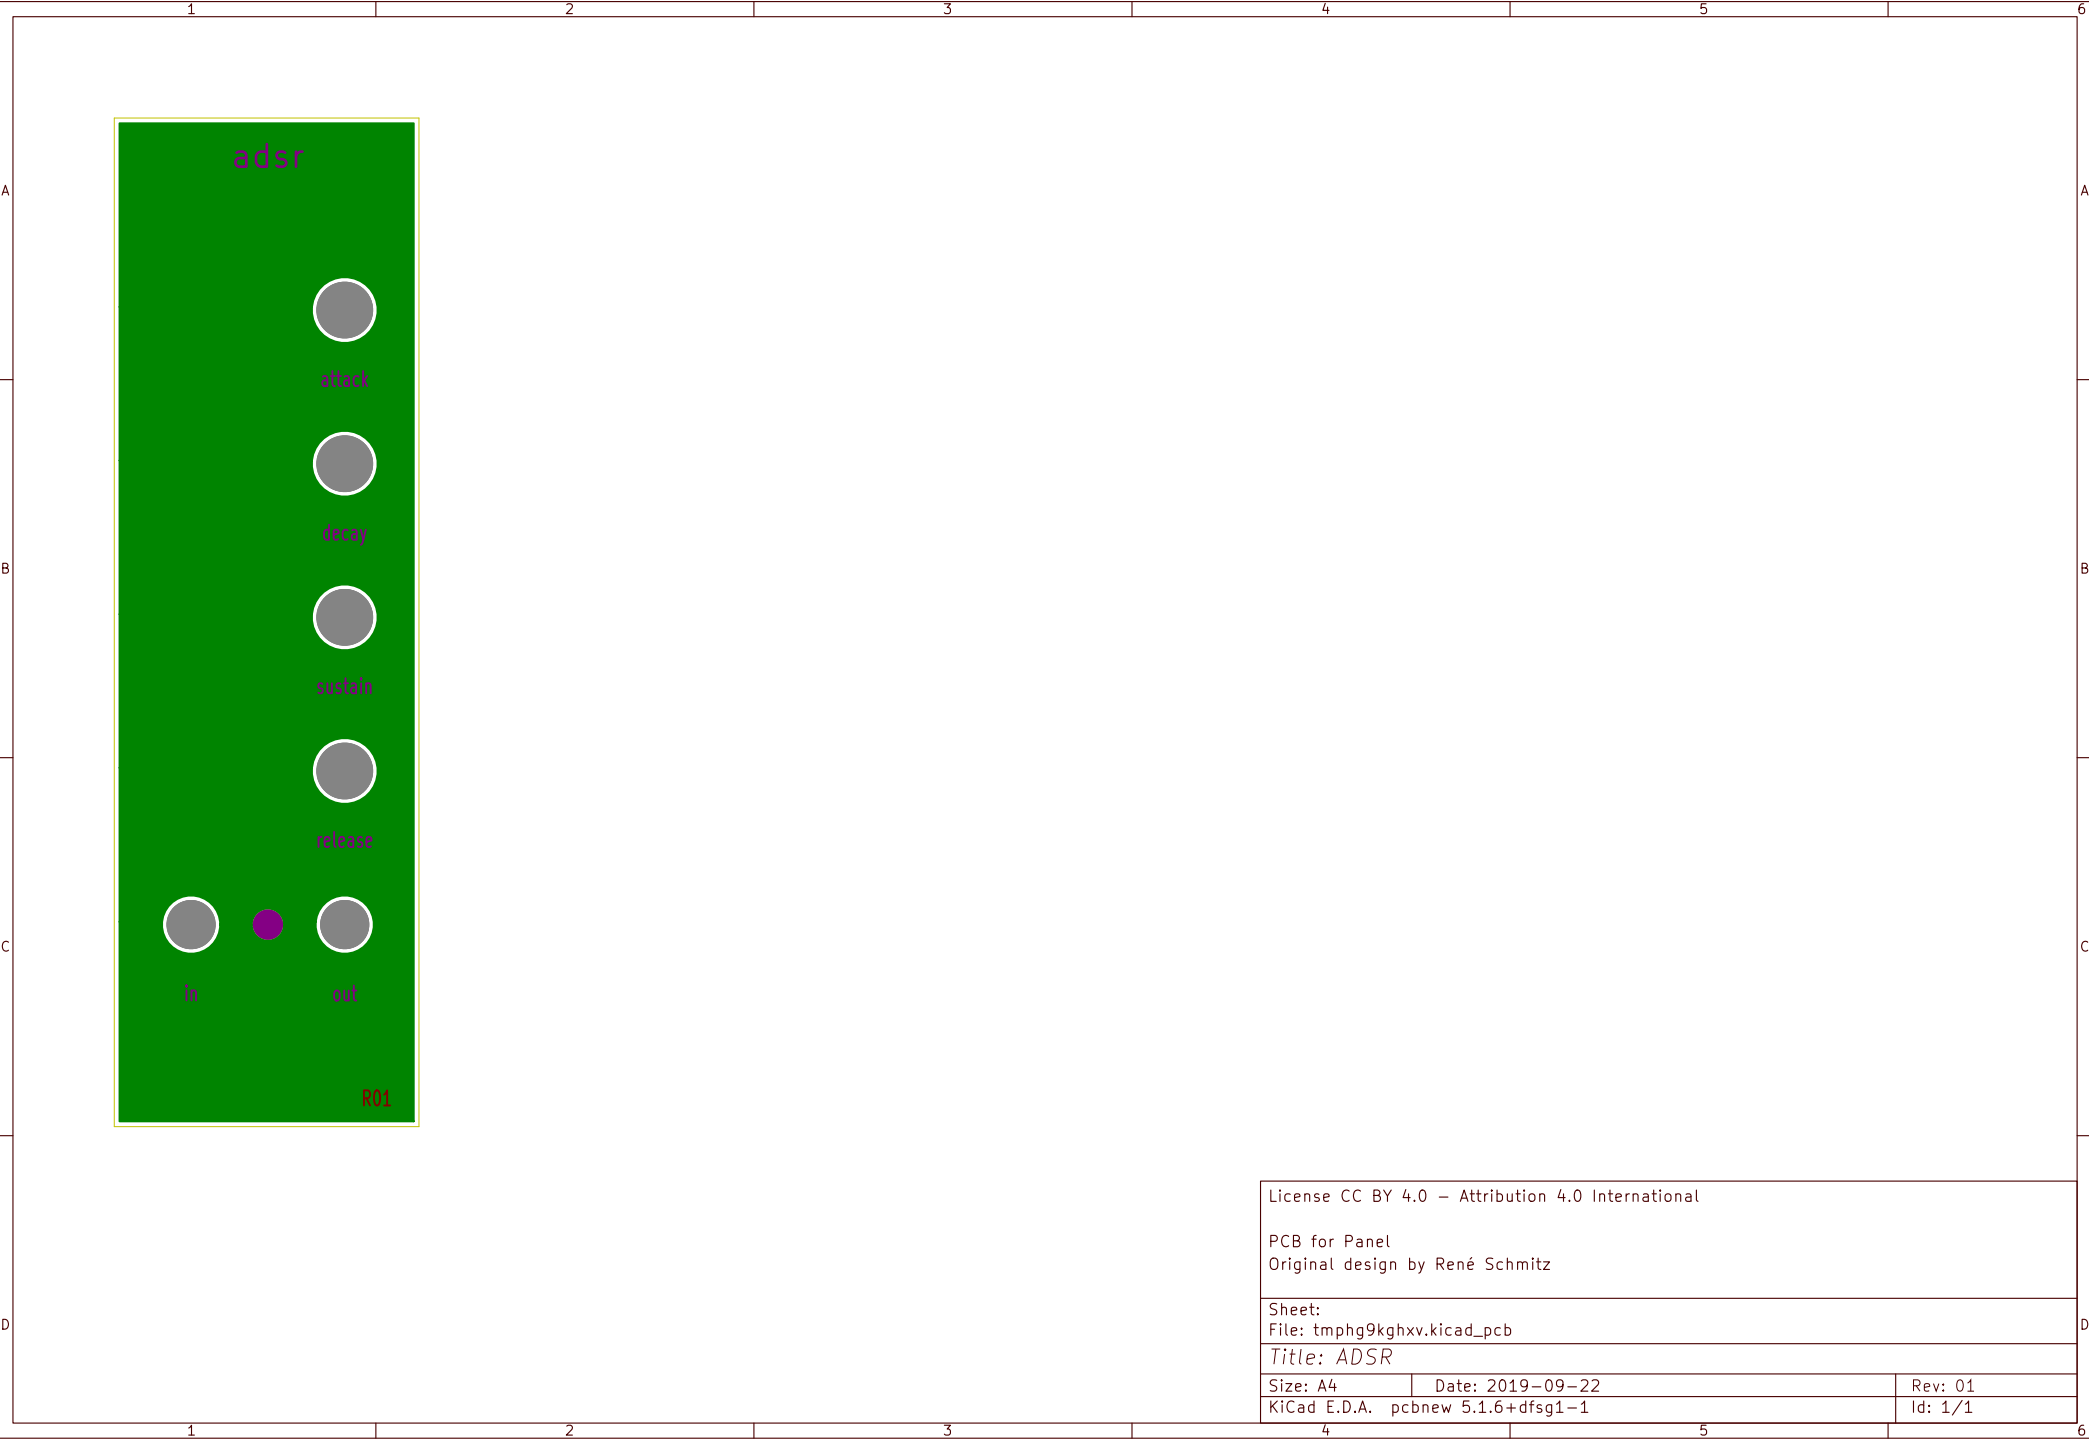 1 2 3 4 5 6
adsr
A A
attack
decay
B B
sustain
release
C C
in out
R01
License CC BY 4.0 – Attribution 4.0 International
PCB for Panel
Original design by René Schmitz
Sheet:
D D
File: tmphg9kghxv.kicad_pcb
Title: ADSR
Size: A4 Date: 2019–09–22 Rev: 01
KiCad E.D.A. pcbnew 5.1.6+dfsg1–1 Id: 1/1
1 2 3 4 5 6